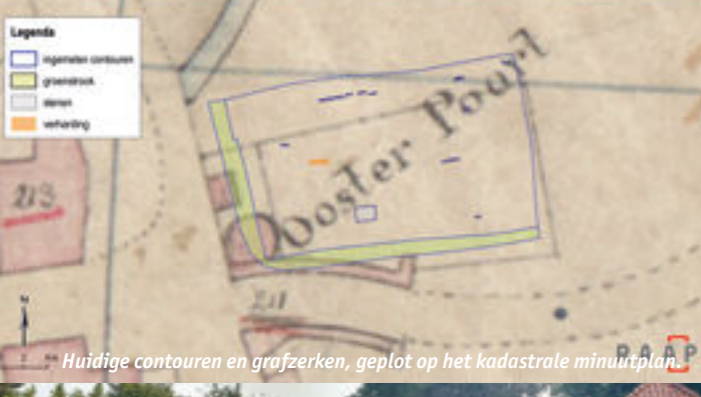 Legenda
ingemeten contouren
groenstrook
stenen
verharding
Ooster Poort
213
211
N
Huidige contouren en grafzerken, geplot op het kadastrale minuutplan.
RAAP